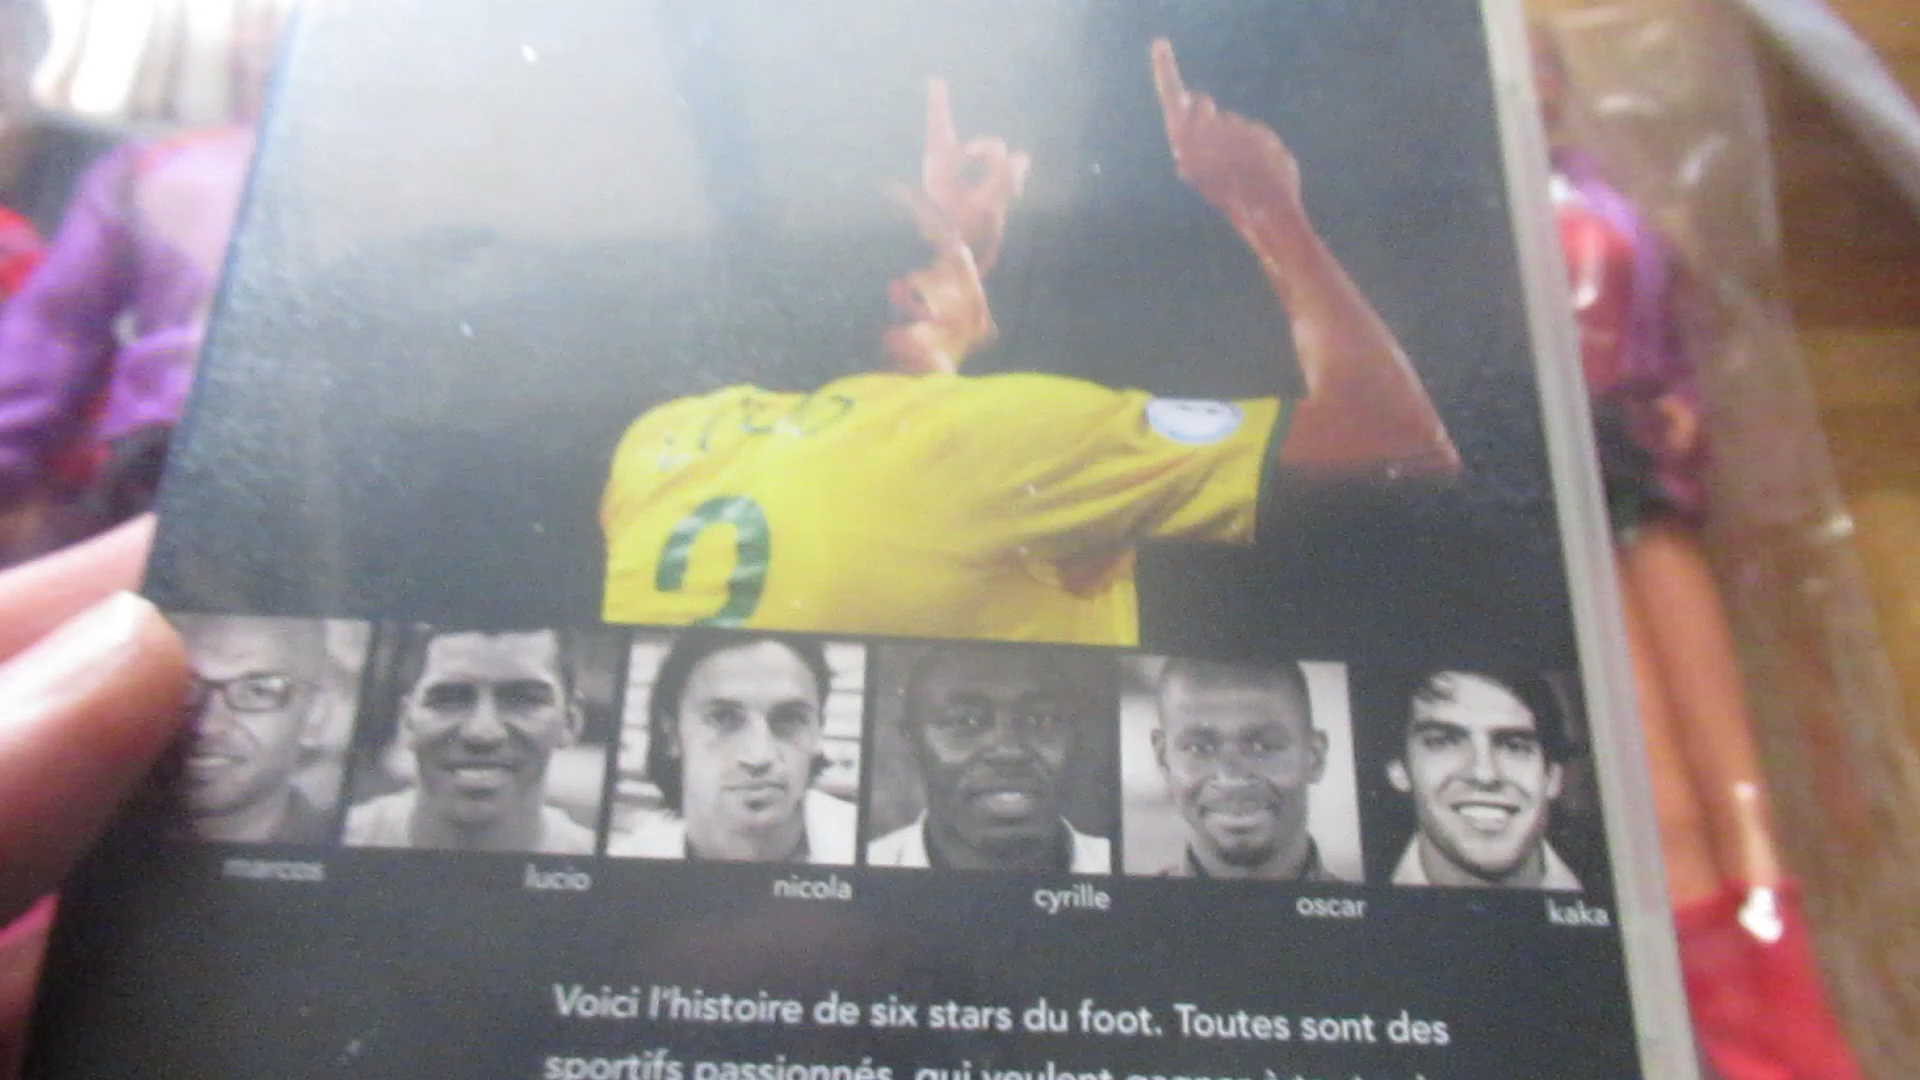 marcos
lucio
nicola
cyrille
oscar
kaka
Voici l'histoire de six stars du foot. Toutes sont des
sportifs passionnés, qui veulent gagner à